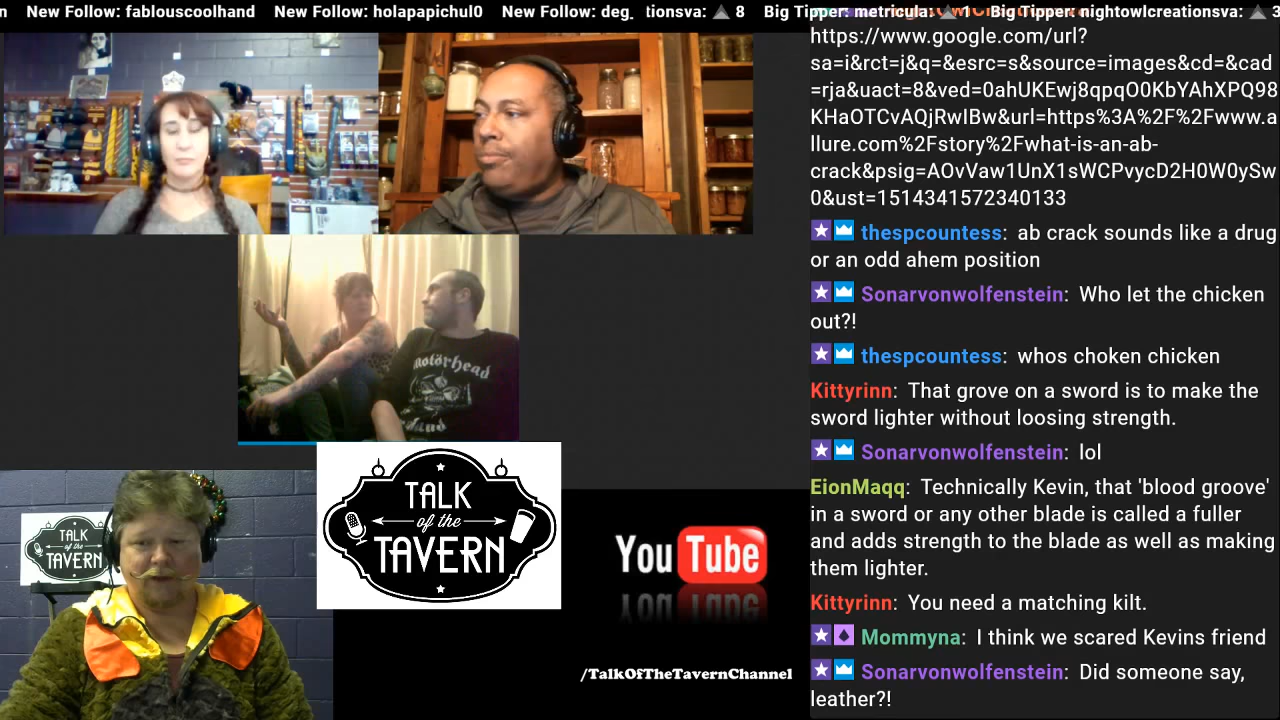 New Follow: fablouscoolhand New Follow: holapapichul0 New Follow: deg_ tionsva: 8 Big Tipper: metricula: 1 Big Tipper: nightowlcreationsva: 3
https://www.google.com/url?
sa=i&rct=j&q=&esrc=s&source=images&cd=&cad
=rja&uact=8&ved=0ahUKEwj8qpqO0KbYAhXPQ98
KHaOTCvAQjRwIBw&url=https%3A%2F%2Fwww.a
llure.com%2Fstory%2Fwhat-is-an-ab-
crack&psig=AOvVaw1UnX1sWCPvycD2H0W0ySw
0&ust=1514341572340133
thespcountess: ab crack sounds like a drug
or an odd ahem position
Sonarvonwolfenstein: Who let the chicken
out?!
thespcountess: whos choken chicken
Kittyrinn: That grove on a sword is to make the
sword lighter without loosing strength.
Sonarvonwolfenstein: lol
EionMaqq: Technically Kevin, that 'blood groove'
in a sword or any other blade is called a fuller
and adds strength to the blade as well as making
them lighter.
Kittyrinn: You need a matching kilt.
Mommyna: I think we scared Kevins friend
Sonarvonwolfenstein: Did someone say,
leather?!
Motörhead
TALK
of the
TAVERN
TALK
of the
TAVERN
YouTube
/TalkOfTheTavernChannel